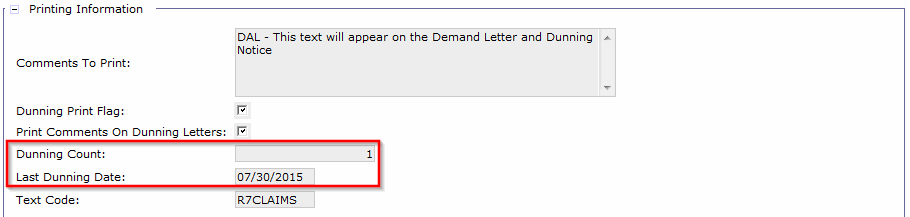 Printing Information
Comments To Print:
DAL - This text will appear on the Demand Letter and Dunning
Notice
Dunning Print Flag:
Print Comments On Dunning Letters:
Dunning Count: 1
Last Dunning Date: 07/30/2015
Text Code: R7CLAIMS